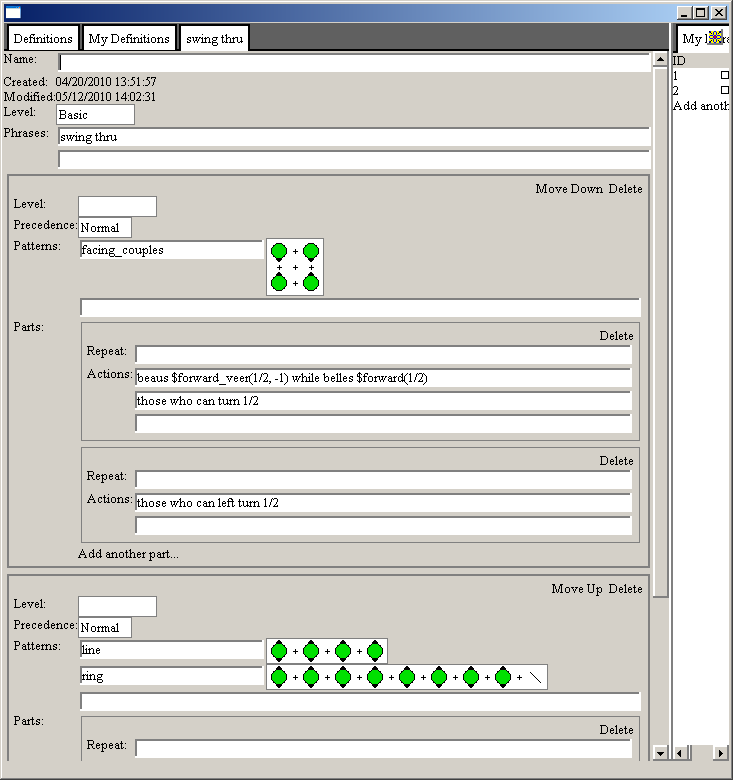 Definitions My Definitions swing thru
Name:
Created: 04/20/2010 13:51:57
Modified:05/12/2010 14:02:31
Level: Basic
Phrases: swing thru
Move Down Delete
Level:
Precedence: Normal
Patterns: facing_couples
Parts:
Delete
Repeat:
Actions: beaus $forward_veer(1/2, -1) while belles $forward(1/2)
those who can turn 1/2
Delete
Repeat:
Actions: those who can left turn 1/2
Add another part...
Move Up Delete
Level:
Precedence: Normal
Patterns: line
ring
Parts:
Delete
Repeat:
My
ID
1
2
Add anoth